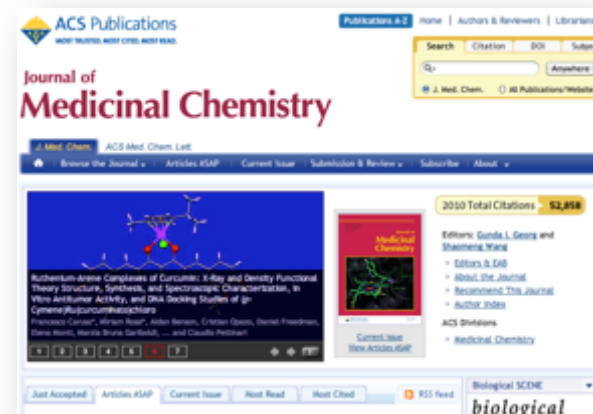 ACS Publications
MOST TRUSTED. MOST CITED. MOST READ.
Publications A-Z Home | Authors & Reviewers | Librarians
Search Citation DOI Subje
Anywhere
J. Med. Chem. All Publications/Website
Journal of
Medicinal Chemistry
J. Med. Chem. ACS Med. Chem. Lett.
Browse the Journal Articles ASAP Current Issue Submission & Review Subscribe About
2010 Total Citations 52,858
Editors: Gunda I. Georg and
Shaomeng Wang
Editors & EAB
About the Journal
Recommend This Journal
Author Index
ACS Divisions
Medicinal Chemistry
Journal of
Medicinal
Chemistry
Current Issue
View Articles ASAP
Ruthenium-Arene Complexes of Curcumin: X-Ray and Density Functional
Theory Structure, Synthesis, and Spectroscopic Characterization, in
Vitro Antitumor Activity, and DNA Docking Studies of (p-
Francesco Caruso*, Miriam Rossi*, Aidan Benson, Cristian Opazo, Daniel Freedman,
Elena Monti, Marzia Bruna Gariboldi, ... and Claudio Pettinari
1 2 3 4 5 6 7
Just Accepted Articles ASAP Current Issue Most Read Most Cited RSS Feed
Biological SCENE
biological